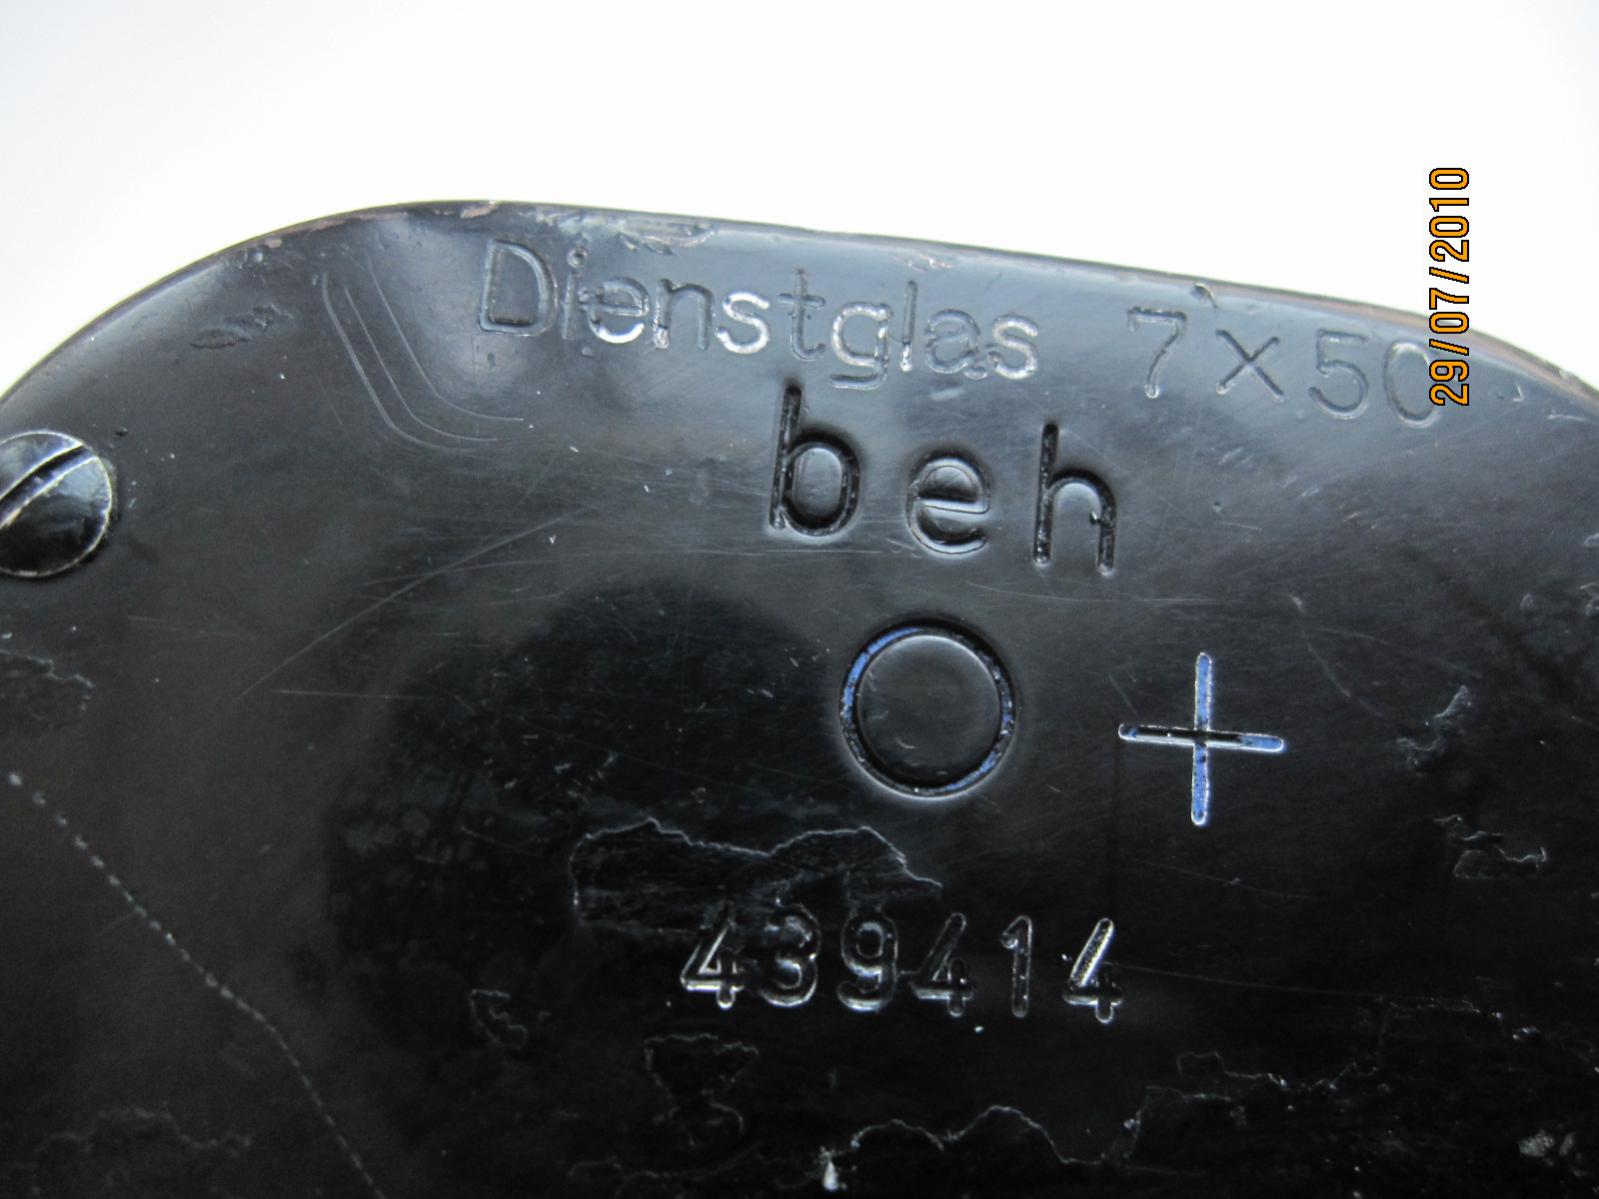 Dienstglas 7x50
beh
O +
439414
29/07/2010